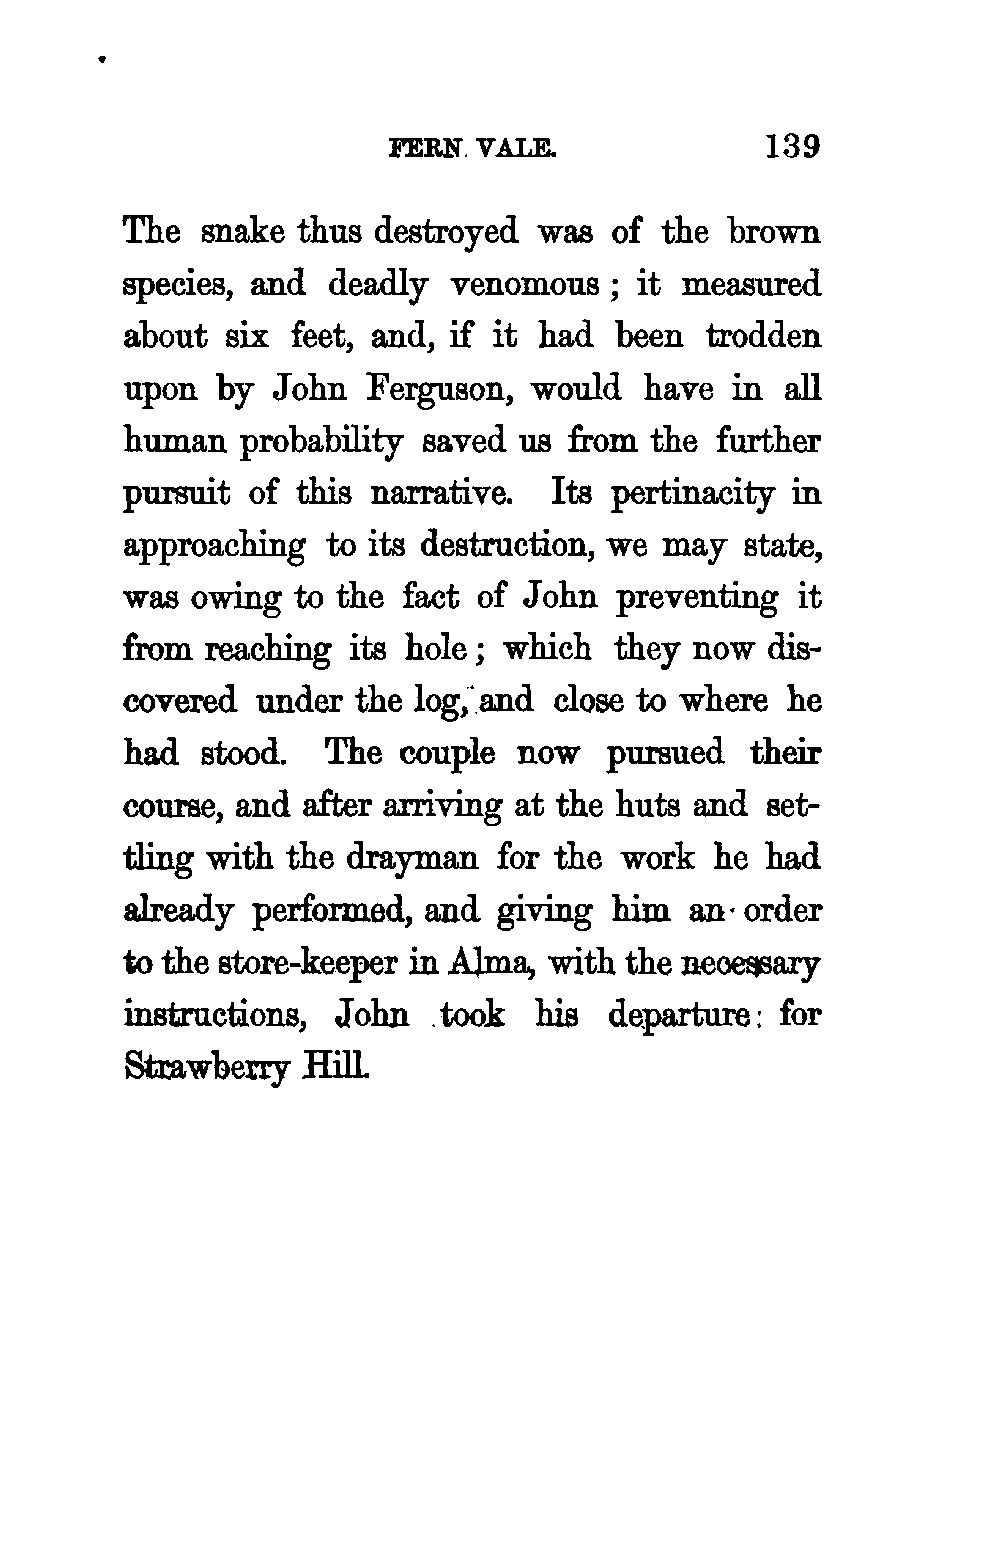 FERN VALE. 139
The snake thus destroyed was of the brown
species, and deadly venomous ; it measured
about six feet, and, if it had been trodden
upon by John Ferguson, would have in all
human probability saved us from the further
pursuit of this narrative. Its pertinacity in
approaching to its destruction, we may state,
was owing to the fact of John preventing it
from reaching its hole ; which they now dis-
covered under the log, and close to where he
had stood. The couple now pursued their
course, and after arriving at the huts and set-
tling with the drayman for the work he had
already performed, and giving him an order
to the store-keeper in Alma, with the necessary
instructions, John took his departure for
Strawberry Hill.